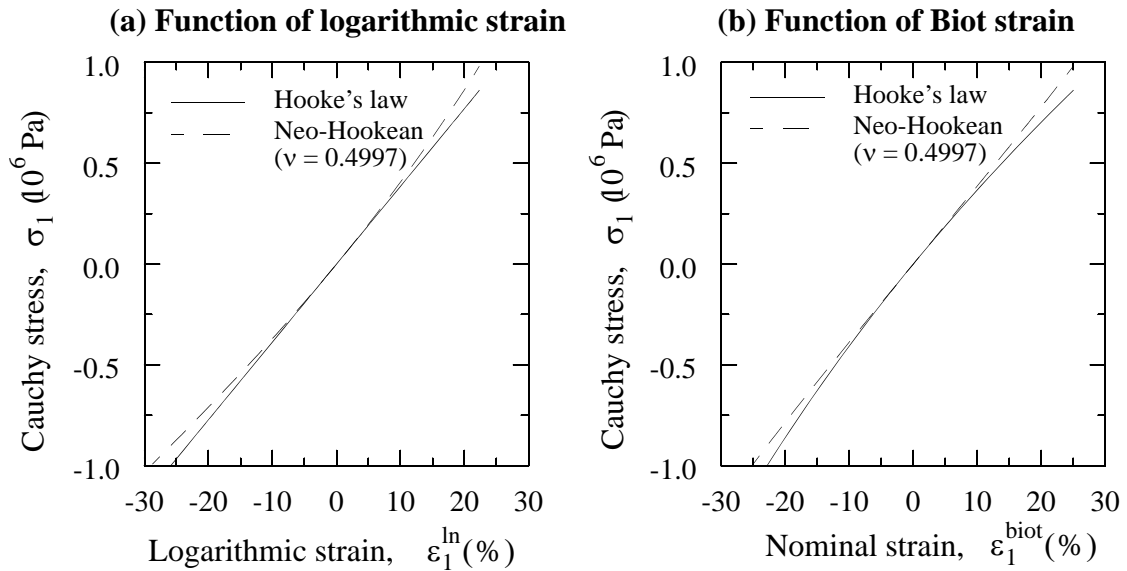 (a) Function of logarithmic strain
1.0
0.5
0.0
-0.5
-1.0
Cauchy stress, σ1 (10^6 Pa)
Hooke's law
Neo-Hookean
(ν = 0.4997)
-30 -20 -10 0 10 20 30
Logarithmic strain, ε1^ln (%)
(b) Function of Biot strain
1.0
0.5
0.0
-0.5
-1.0
Cauchy stress, σ1 (10^6 Pa)
Hooke's law
Neo-Hookean
(ν = 0.4997)
-30 -20 -10 0 10 20 30
Nominal strain, ε1^biot (%)